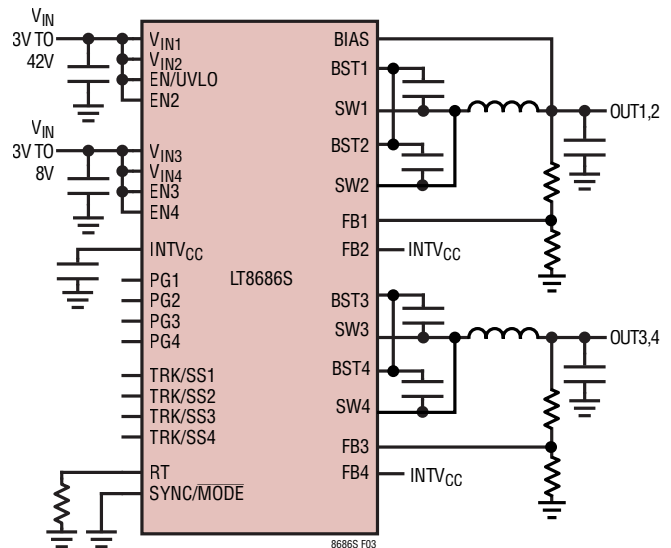 VIN
3V TO
42V
VIN
3V TO
8V
VIN1
VIN2
EN/UVLO
EN2
VIN3
VIN4
EN3
EN4
INTVCC
PG1
PG2
PG3
PG4
TRK/SS1
TRK/SS2
TRK/SS3
TRK/SS4
RT
SYNC/MODE
LT8686S
BIAS
BST1
SW1
BST2
SW2
FB1
FB2
BST3
SW3
BST4
SW4
FB3
FB4
OUT1,2
INTVCC
OUT3,4
INTVCC
8686S F03